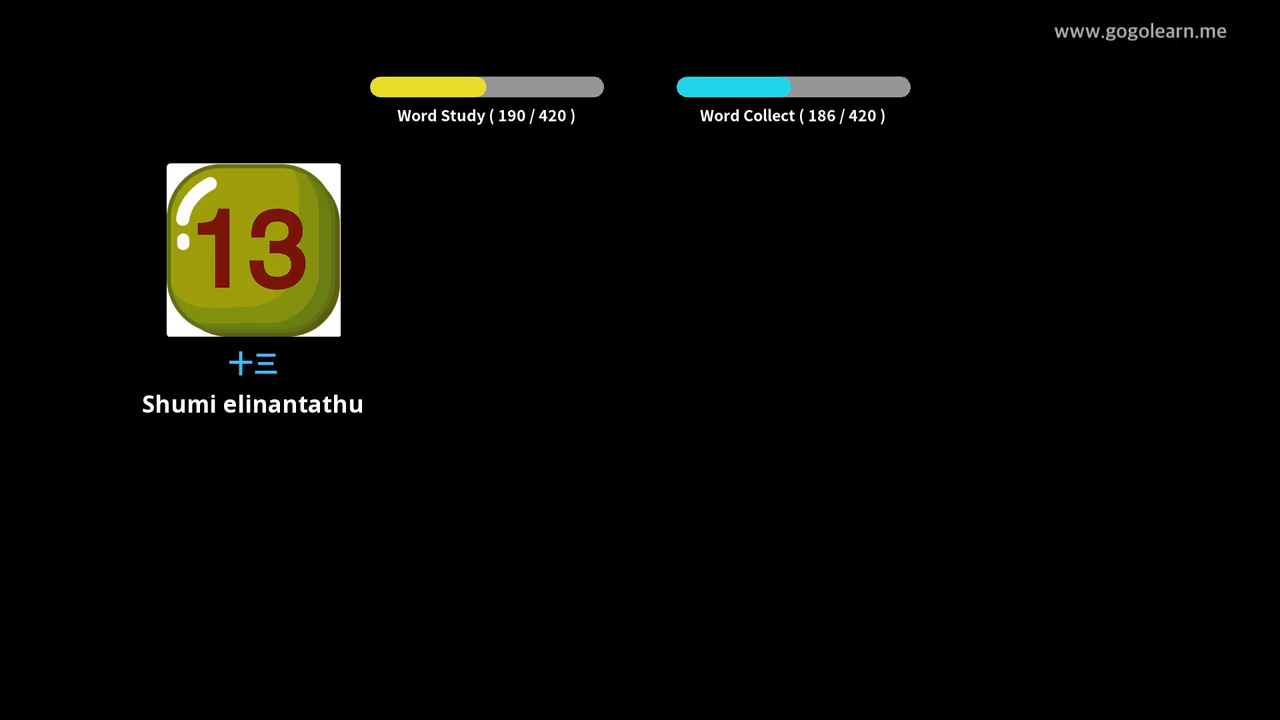 www.gogolearn.me
Word Study ( 190 / 420 )
Word Collect ( 186 / 420 )
13
十三
Shumi elinantathu